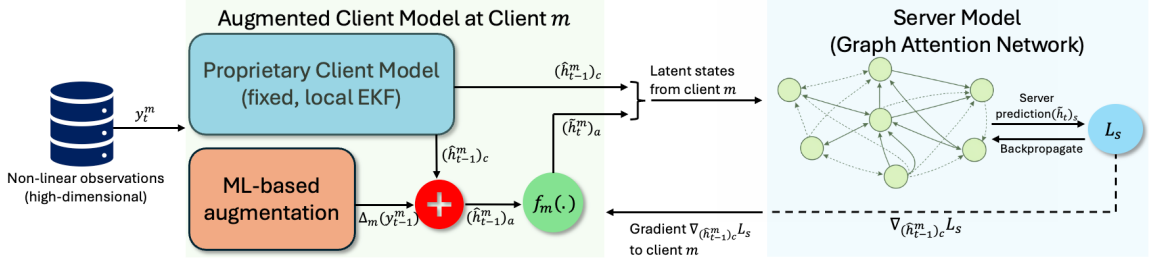 Augmented Client Model at Client m
Server Model
(Graph Attention Network)
Proprietary Client Model
(fixed, local EKF)
(ĥ^m_{t-1})_c
Latent states
from client m
y^m_t
(h̃^m_t)_a
Server
prediction(h̃_t)_s
L_s
Backpropagate
(ĥ^m_{t-1})_c
Non-linear observations
(high-dimensional)
ML-based
augmentation
Δ_m(y^m_{t-1})
+
(ĥ^m_{t-1})_a
f_m(.)
Gradient ∇_{(ĥ^m_{t-1})_c} L_s
to client m
∇_{(ĥ^m_{t-1})_c} L_s